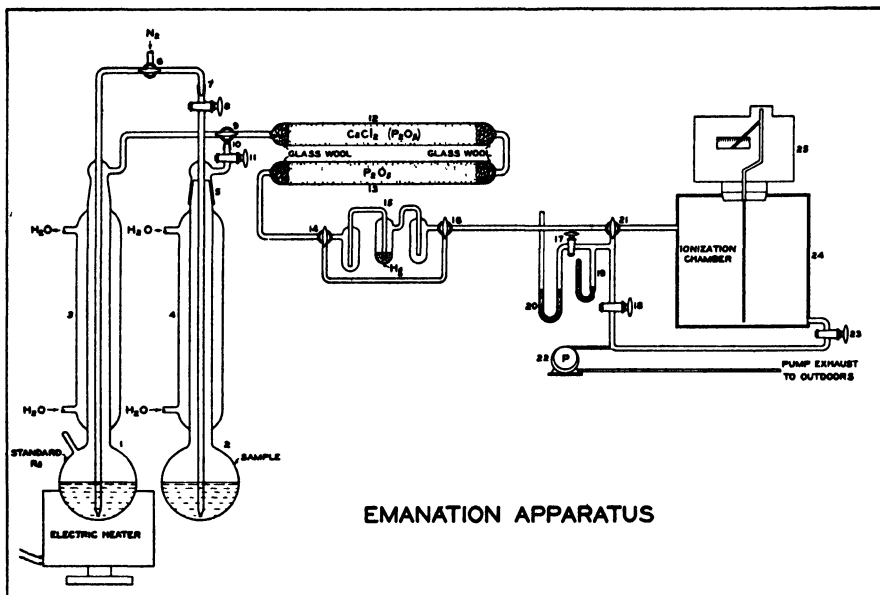 N2
6
7
8
9
10
11
12
CaCl2 (P2O5)
GLASS WOOL
GLASS WOOL
P2O5
13
5
14
15
16
Hg
H2O
H2O
3
4
H2O
H2O
17
18
19
20
21
22
P
23
24
25
IONIZATION
CHAMBER
PUMP EXHAUST
TO OUTDOORS
1
2
STANDARD
Ra
SAMPLE
ELECTRIC HEATER
EMANATION APPARATUS